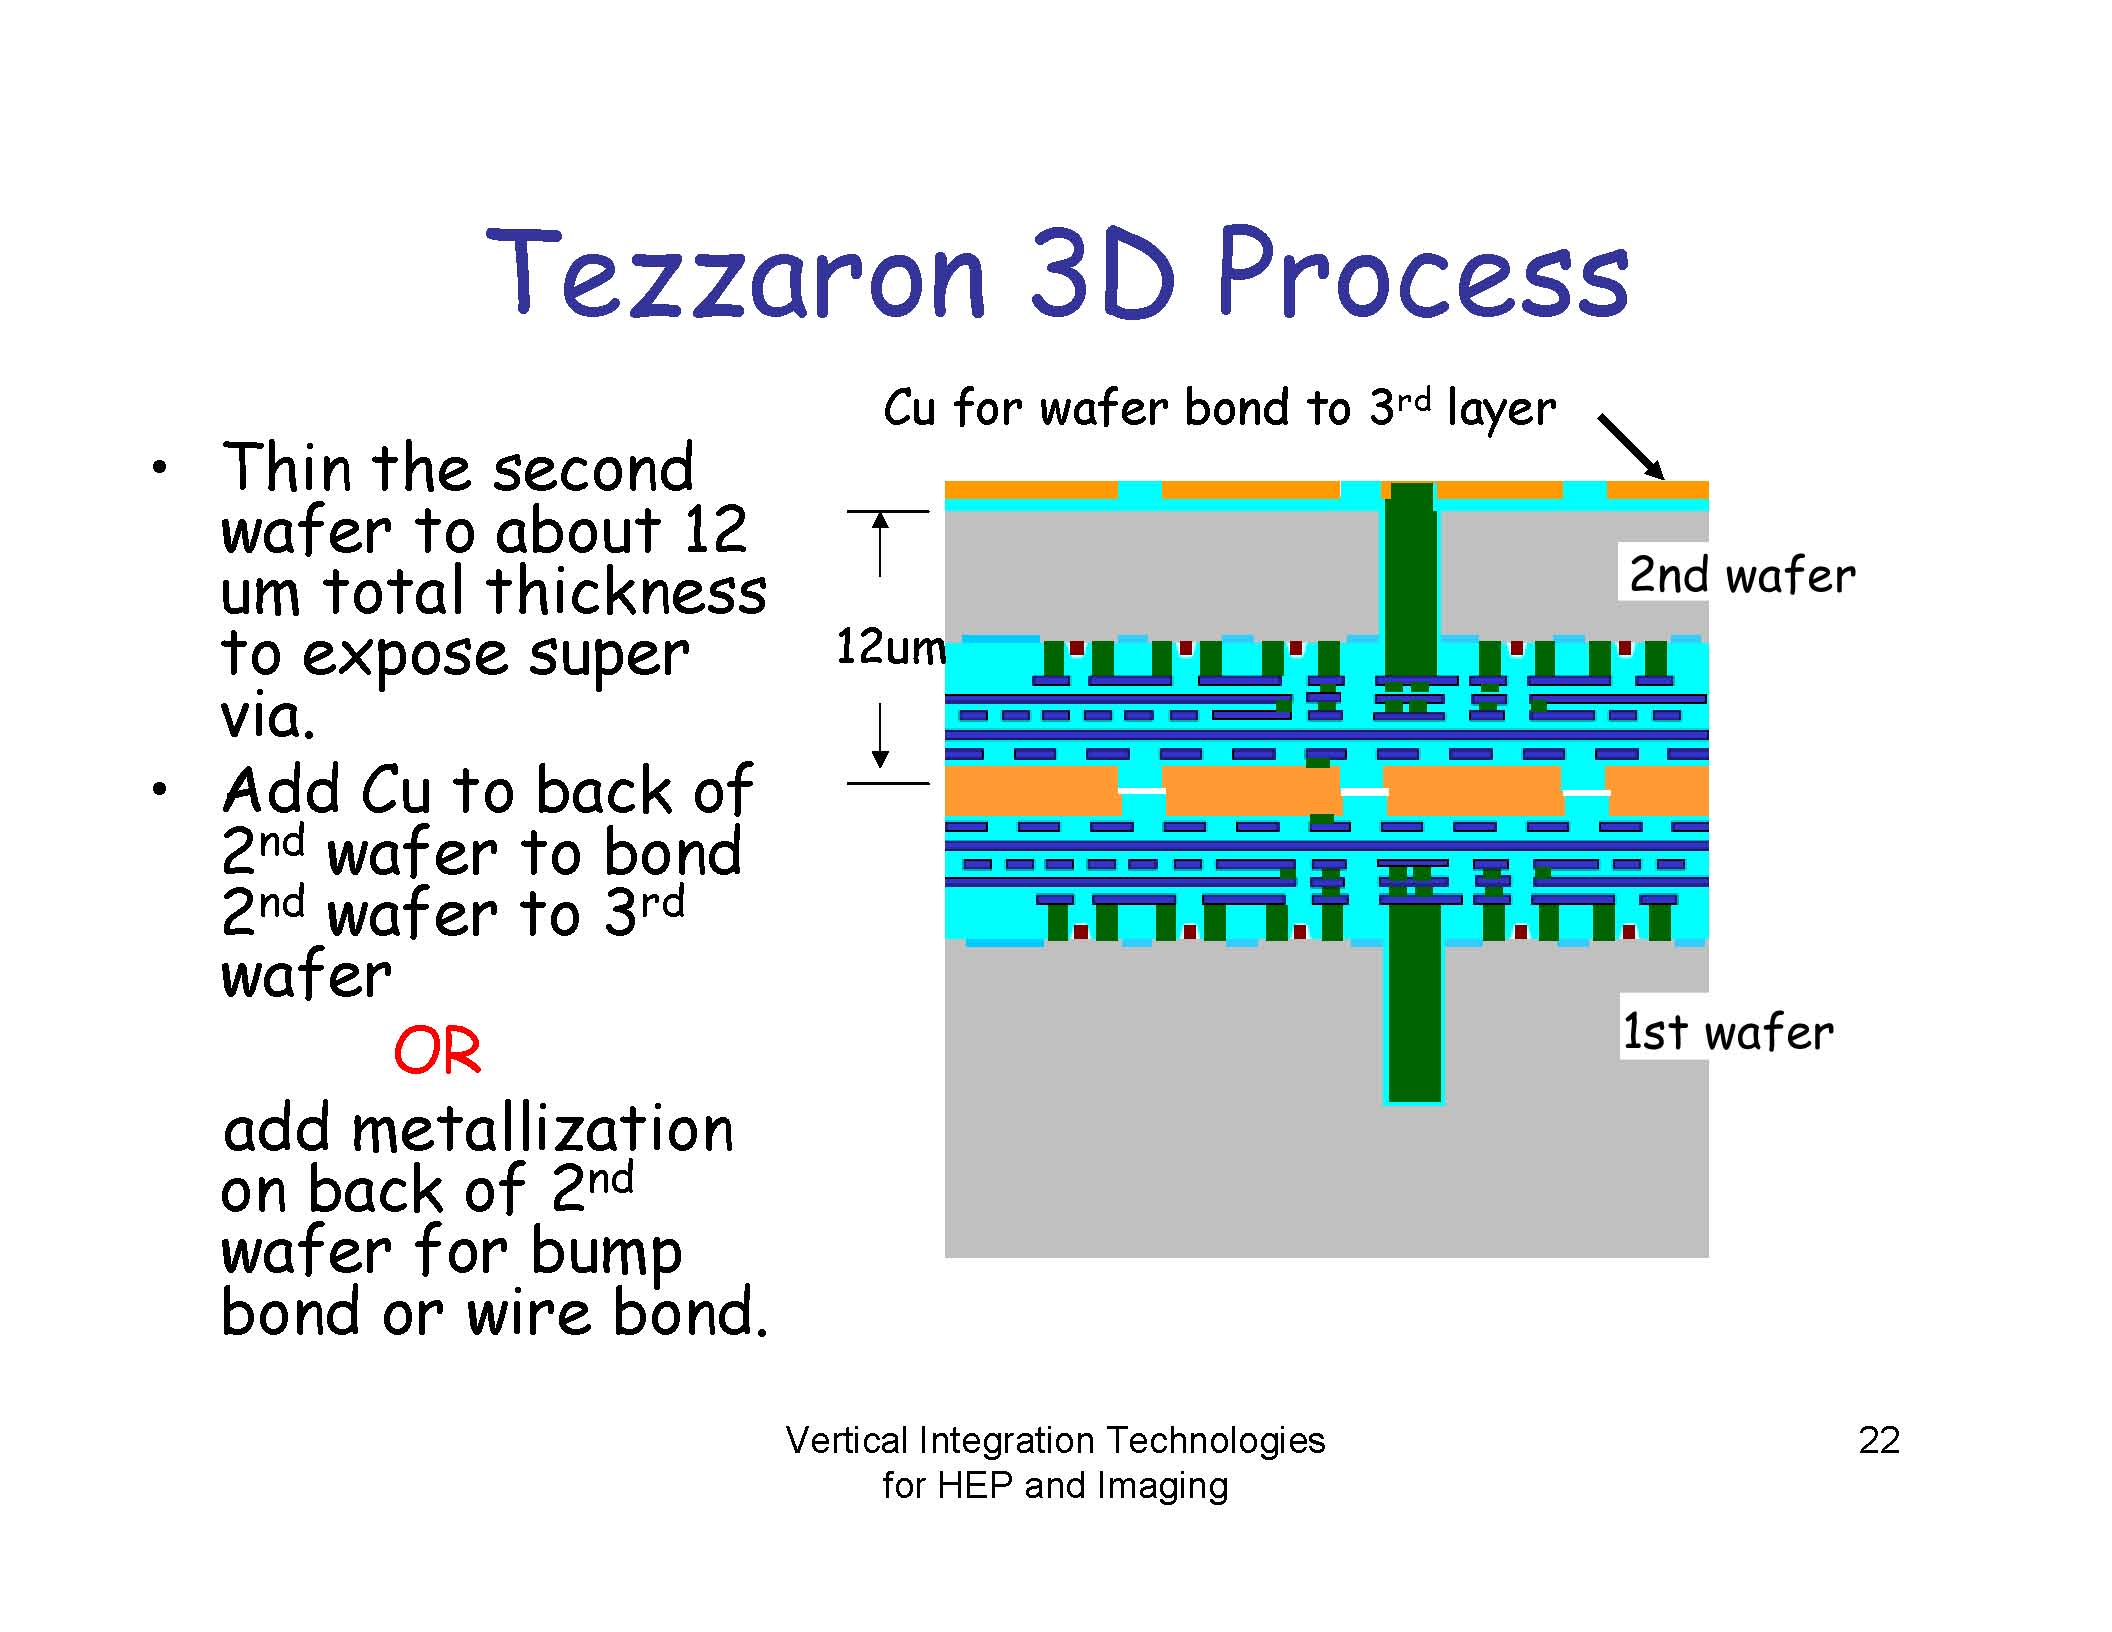 Tezzaron 3D Process
• Thin the second
wafer to about 12
um total thickness
to expose super
via.
• Add Cu to back of
2nd wafer to bond
2nd wafer to 3rd
wafer
OR
add metallization
on back of 2nd
wafer for bump
bond or wire bond.
Cu for wafer bond to 3rd layer
2nd wafer
12um
1st wafer
Vertical Integration Technologies
for HEP and Imaging
22